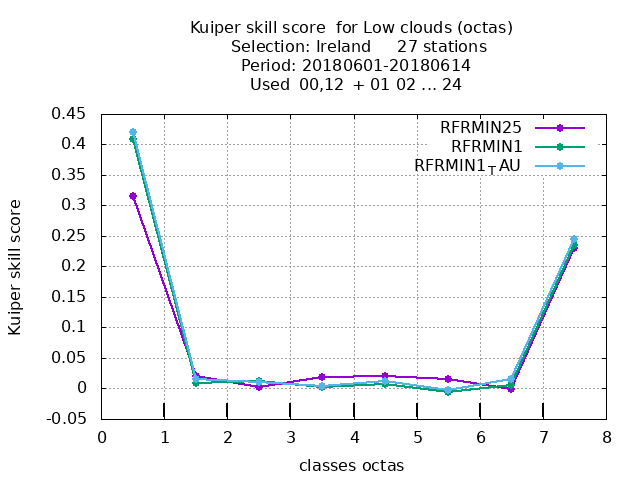 Kuiper skill score  for Low clouds (octas)
Selection: Ireland     27 stations
Period: 20180601-20180614
Used  00,12  + 01 02 ... 24
RFRMIN25
RFRMIN1
RFRMIN1TAU
Kuiper skill score
0.45
0.4
0.35
0.3
0.25
0.2
0.15
0.1
0.05
0
-0.05
0 1 2 3 4 5 6 7 8
classes octas